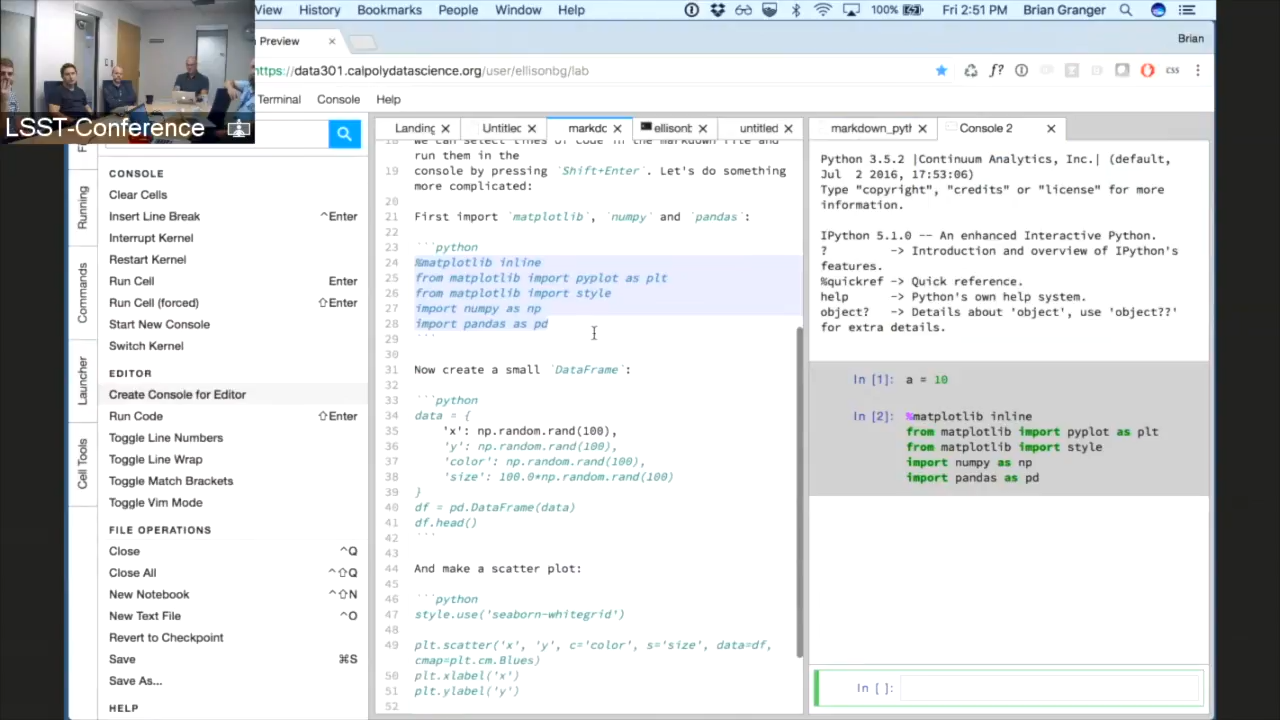 View History Bookmarks People Window Help 100% Fri 2:51 PM Brian Granger
Preview
Brian
https://data301.calpolydatascience.org/user/ellisonbg/lab
css
Terminal Console Help
LSST-Conference
Running
Commands
Launcher
Cell Tools
CONSOLE
Clear Cells
Insert Line Break ^Enter
Interrupt Kernel
Restart Kernel
Run Cell Enter
Run Cell (forced) ⇧Enter
Start New Console
Switch Kernel
EDITOR
Create Console for Editor
Run Code ⇧Enter
Toggle Line Numbers
Toggle Line Wrap
Toggle Match Brackets
Toggle Vim Mode
FILE OPERATIONS
Close ^Q
Close All ^⇧Q
New Notebook ^⇧N
New Text File ^O
Revert to Checkpoint
Save ⌘S
Save As...
HELP
Landing Untitled markdc ellisonb untitled
18 we can select lines of code in the markdown file and
run them in the
19 console by pressing `Shift+Enter`. Let's do something
more complicated:
20
21 First import `matplotlib`, `numpy` and `pandas`:
22
23 ```python
24 %matplotlib inline
25 from matplotlib import pyplot as plt
26 from matplotlib import style
27 import numpy as np
28 import pandas as pd
29 ```
30
31 Now create a small `DataFrame`:
32
33 ```python
34 data = {
35 'x': np.random.rand(100),
36 'y': np.random.rand(100),
37 'color': np.random.rand(100),
38 'size': 100.0*np.random.rand(100)
39 }
40 df = pd.DataFrame(data)
41 df.head()
42 ```
43
44 And make a scatter plot:
45
46 ```python
47 style.use('seaborn-whitegrid')
48
49 plt.scatter('x', 'y', c='color', s='size', data=df,
cmap=plt.cm.Blues)
50 plt.xlabel('x')
51 plt.ylabel('y')
52
markdown_pyth Console 2
Python 3.5.2 |Continuum Analytics, Inc.| (default,
Jul 2 2016, 17:53:06)
Type "copyright", "credits" or "license" for more
information.
IPython 5.1.0 -- An enhanced Interactive Python.
? -> Introduction and overview of IPython's
features.
%quickref -> Quick reference.
help -> Python's own help system.
object? -> Details about 'object', use 'object??'
for extra details.
In [1]: a = 10
In [2]: %matplotlib inline
from matplotlib import pyplot as plt
from matplotlib import style
import numpy as np
import pandas as pd
In [ ]: